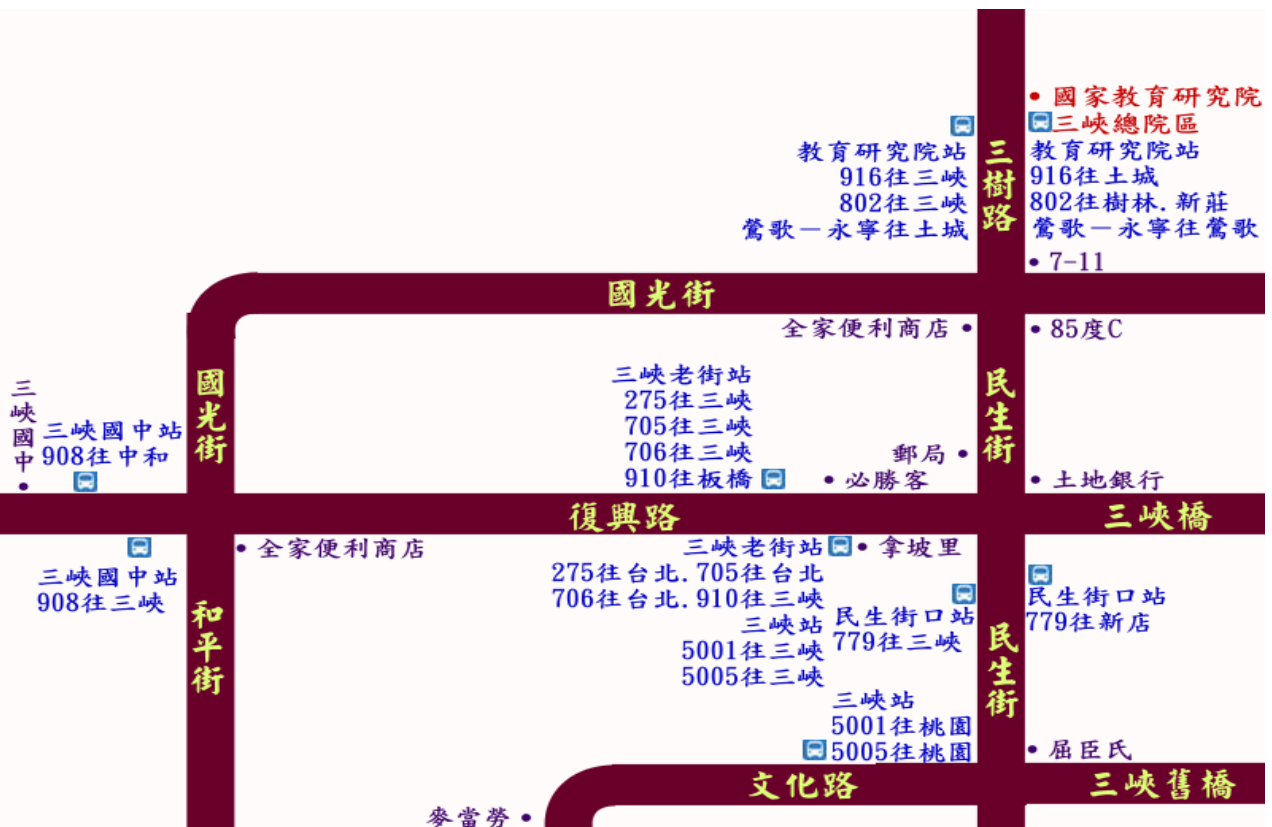 • 國家教育研究院
三峽總院區
教育研究院站
916往三峽
802往三峽
鶯歌－永寧往土城
三樹路
教育研究院站
916往土城
802往樹林.新莊
鶯歌－永寧往鶯歌
• 7-11
國光街
全家便利商店 •
• 85度C
三峽國中 •
三峽國中站
908往中和
國光街
三峽老街站
275往三峽
705往三峽
706往三峽
910往板橋
民生街
郵局 •
• 必勝客
• 土地銀行
復興路
三峽橋
三峽國中站
908往三峽
• 全家便利商店
和平街
三峽老街站
275往台北.705往台北
706往台北.910往三峽
三峽站
5001往三峽
5005往三峽
• 拿坡里
民生街口站
779往三峽
民生街口站
779往新店
民生街
三峽站
5001往桃園
5005往桃園
• 屈臣氏
文化路
三峽舊橋
麥當勞 •